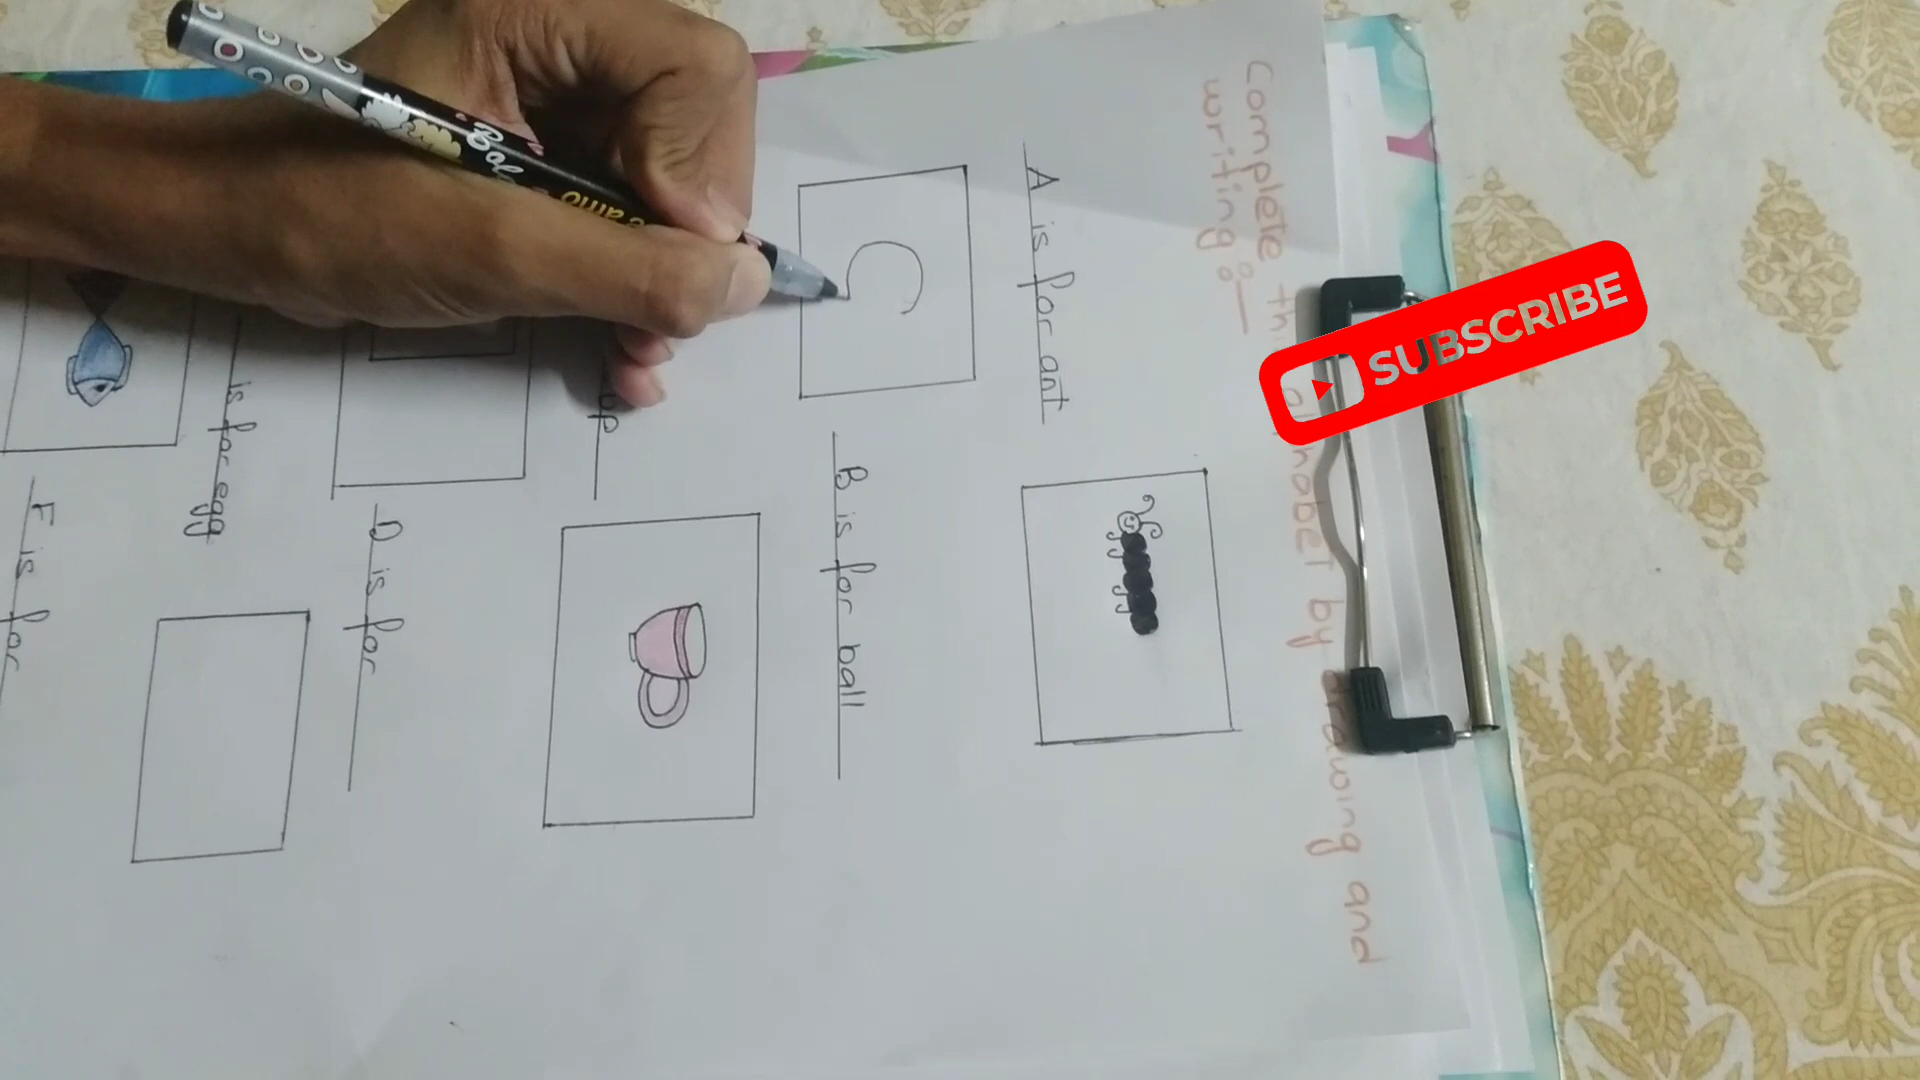 Complete the alphabet by drawing and
writing :-
A is for ant
B is for ball
up
D is for
is for egg
F is for
SUBSCRIBE